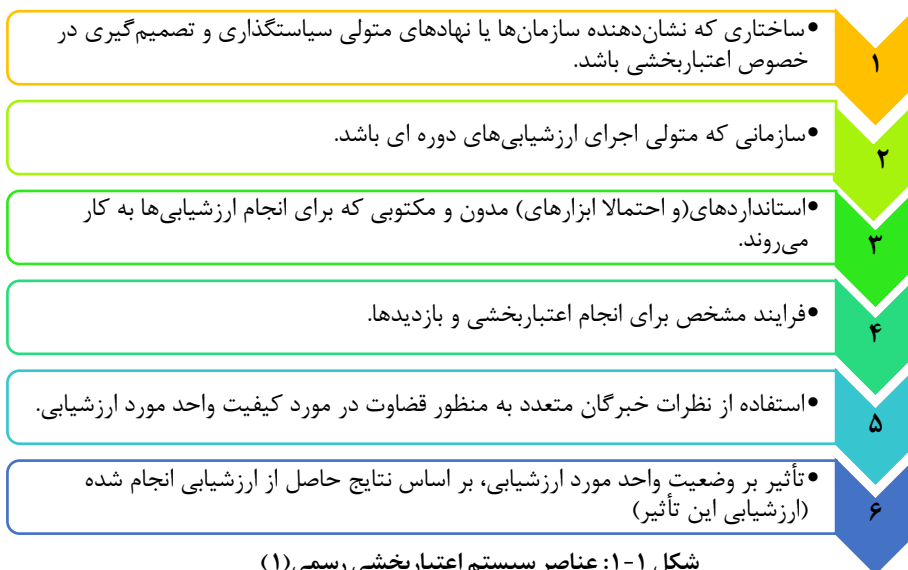 •ساختاری که نشان‌دهنده سازمان‌ها یا نهادهای متولی سیاستگذاری و تصمیم‌گیری در
خصوص اعتباربخشی باشد.
۱
•سازمانی که متولی اجرای ارزشیابی‌های دوره ای باشد.
۲
•استانداردهای(و احتمالا ابزارهای) مدون و مکتوبی که برای انجام ارزشیابی‌ها به کار
می‌روند.
۳
•فرایند مشخص برای انجام اعتباربخشی و بازدیدها.
۴
•استفاده از نظرات خبرگان متعدد به منظور قضاوت در مورد کیفیت واحد مورد ارزشیابی.
۵
•تأثیر بر وضعیت واحد مورد ارزشیابی، بر اساس نتایج حاصل از ارزشیابی انجام شده
(ارزشیابی این تأثیر)
۶
شکل ۱-۱: عناصر سیستم اعتباربخشی رسمی(۱)